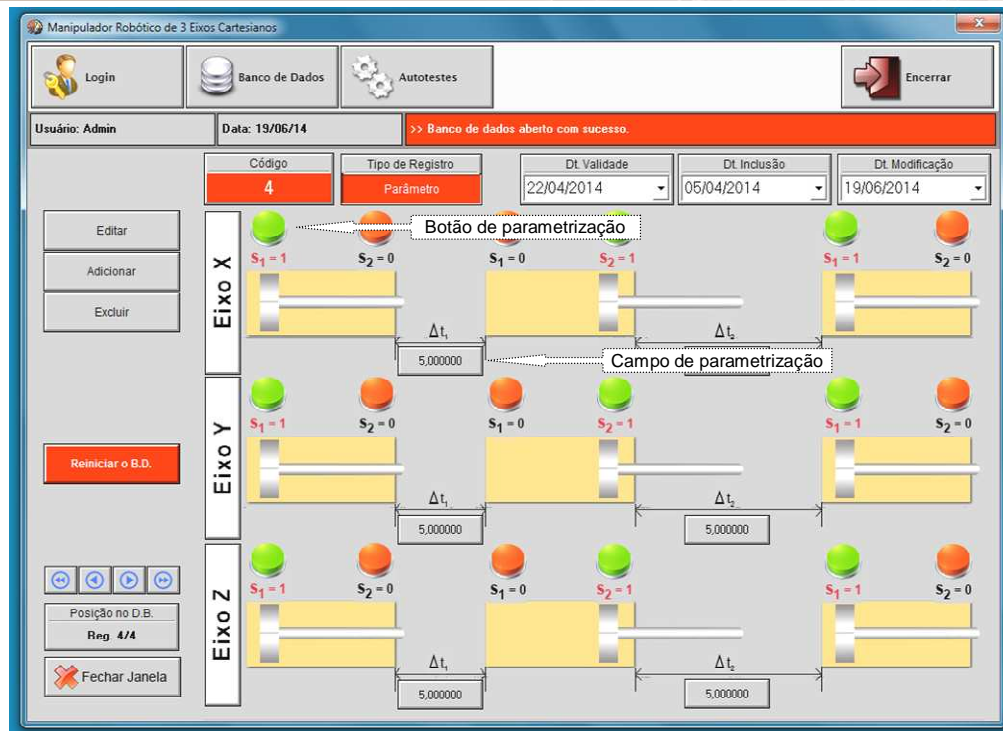 Manipulador Robótico de 3 Eixos Cartesianos
Login
Banco de Dados
Autotestes
Encerrar
Usuário: Admin
Data: 19/06/14
>> Banco de dados aberto com sucesso.
Código
Tipo de Registro
Dt. Validade
Dt. Inclusão
Dt. Modificação
4
Parâmetro
22/04/2014
05/04/2014
19/06/2014
Editar
Adicionar
Excluir
Botão de parametrização
Eixo X
S1 = 1
S2 = 0
S1 = 0
S2 = 1
S1 = 1
S2 = 0
Δt1
Δt2
5,000000
Campo de parametrização
Eixo Y
S1 = 1
S2 = 0
S1 = 0
S2 = 1
S1 = 1
S2 = 0
Reiniciar o B.D.
Δt1
Δt2
5,000000
5,000000
Eixo Z
S1 = 1
S2 = 0
S1 = 0
S2 = 1
S1 = 1
S2 = 0
Posição no D.B.
Reg. 4/4
Fechar Janela
Δt1
Δt2
5,000000
5,000000